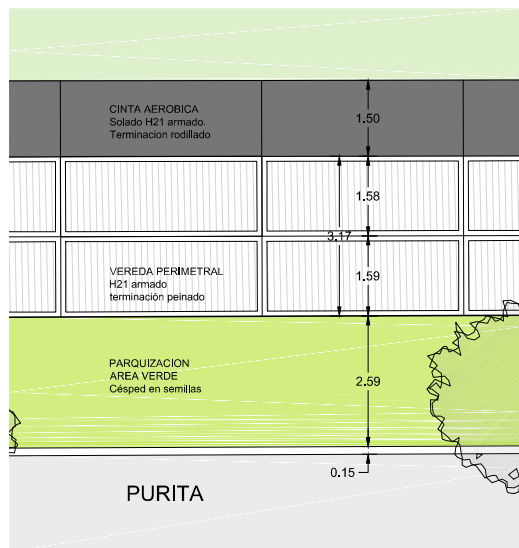 CINTA AEROBICA
Solado H21 armado.
Terminacion rodillado
1.50
1.58
3.17
VEREDA PERIMETRAL
H21 armado
terminación peinado
1.59
PARQUIZACION
AREA VERDE
Césped en semillas
2.59
0.15
PURITA